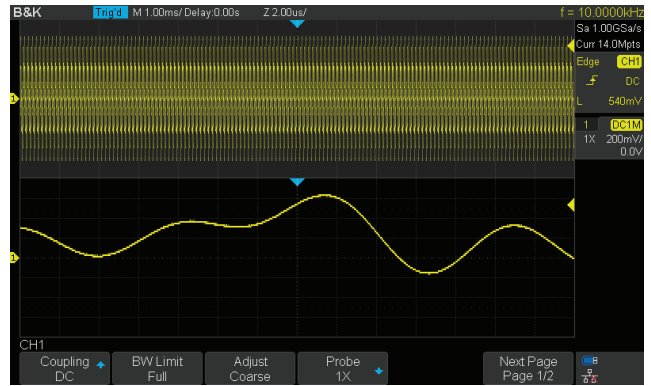 B&K Trig'd M 1.00ms/ Delay:0.00s Z 2.00us/ f = 10.0000kHz
Sa 1.00GSa/s
Curr 14.0Mpts
Edge CH1
DC
L 540mV
1 DC1M
1X 200mV/
0.0V
1
1
CH1
Coupling BW Limit Adjust Probe Next Page
DC Full Coarse 1X Page 1/2